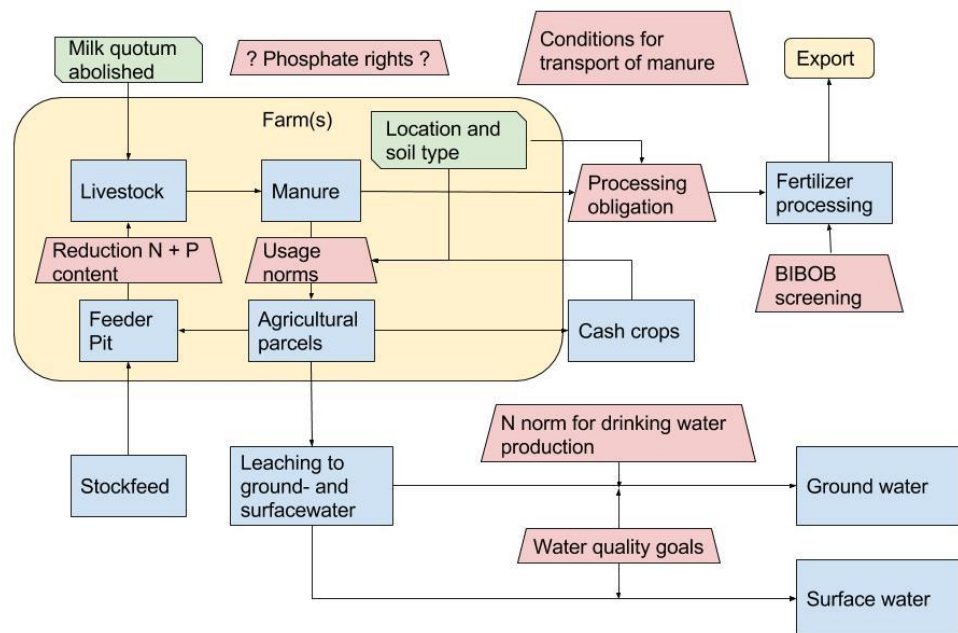 Milk quotum
abolished
? Phosphate rights ?
Conditions for
transport of manure
Export
Farm(s)
Location and
soil type
Livestock
Manure
Processing
obligation
Fertilizer
processing
Reduction N + P
content
Usage
norms
BIBOB
screening
Feeder
Pit
Agricultural
parcels
Cash crops
N norm for drinking water
production
Stockfeed
Leaching to
ground- and
surfacewater
Ground water
Water quality goals
Surface water